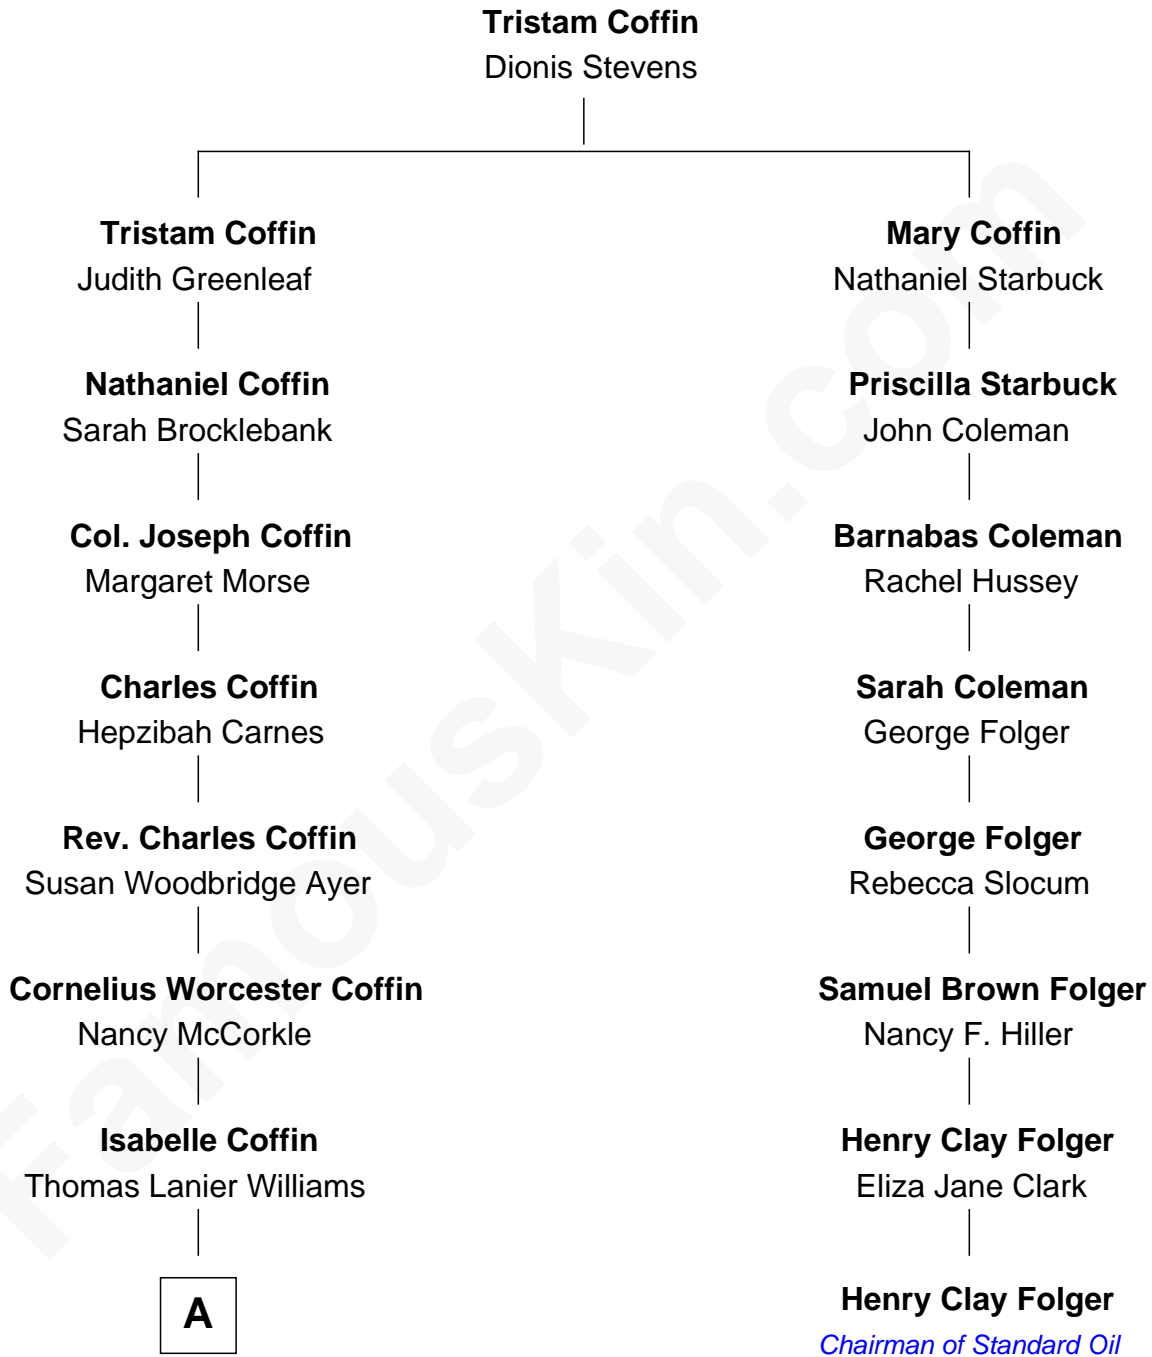 Tristam Coffin
Dionis Stevens
Tristam Coffin
Judith Greenleaf
Mary Coffin
Nathaniel Starbuck
Nathaniel Coffin
Sarah Brocklebank
Priscilla Starbuck
John Coleman
Col. Joseph Coffin
Margaret Morse
Barnabas Coleman
Rachel Hussey
Charles Coffin
Hepzibah Carnes
Sarah Coleman
George Folger
Rev. Charles Coffin
Susan Woodbridge Ayer
George Folger
Rebecca Slocum
Cornelius Worcester Coffin
Nancy McCorkle
Samuel Brown Folger
Nancy F. Hiller
Isabelle Coffin
Thomas Lanier Williams
Henry Clay Folger
Eliza Jane Clark
A
Henry Clay Folger
Chairman of Standard Oil
FamousKin.com